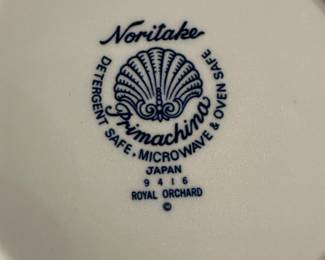 Noritake
Primachina
DETERGENT SAFE, MICROWAVE & OVEN SAFE
JAPAN
9416
ROYAL ORCHARD
©